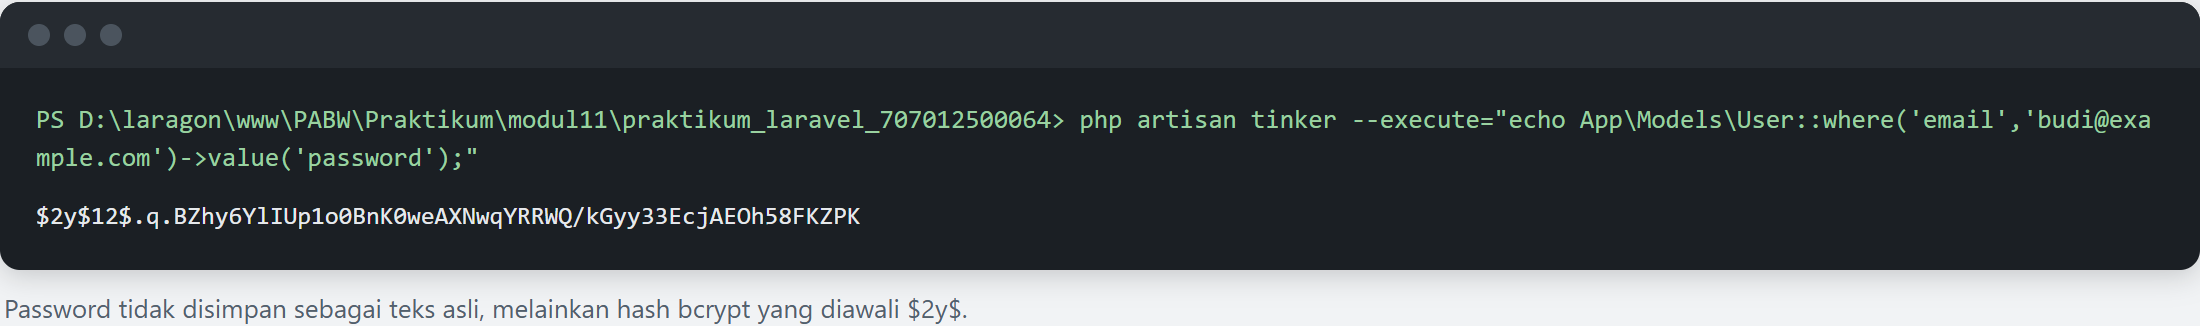 PS D:\laragon\www\PABW\Praktikum\modul11\praktikum_laravel_707012500064> php artisan tinker --execute="echo App\Models\User::where('email','budi@exa
mple.com')->value('password');"
$2y$12$.q.BZhy6YlIUp1o0BnK0weAXNwqYRRWQ/kGyy33EcjAEOh58FKZPK
Password tidak disimpan sebagai teks asli, melainkan hash bcrypt yang diawali $2y$.